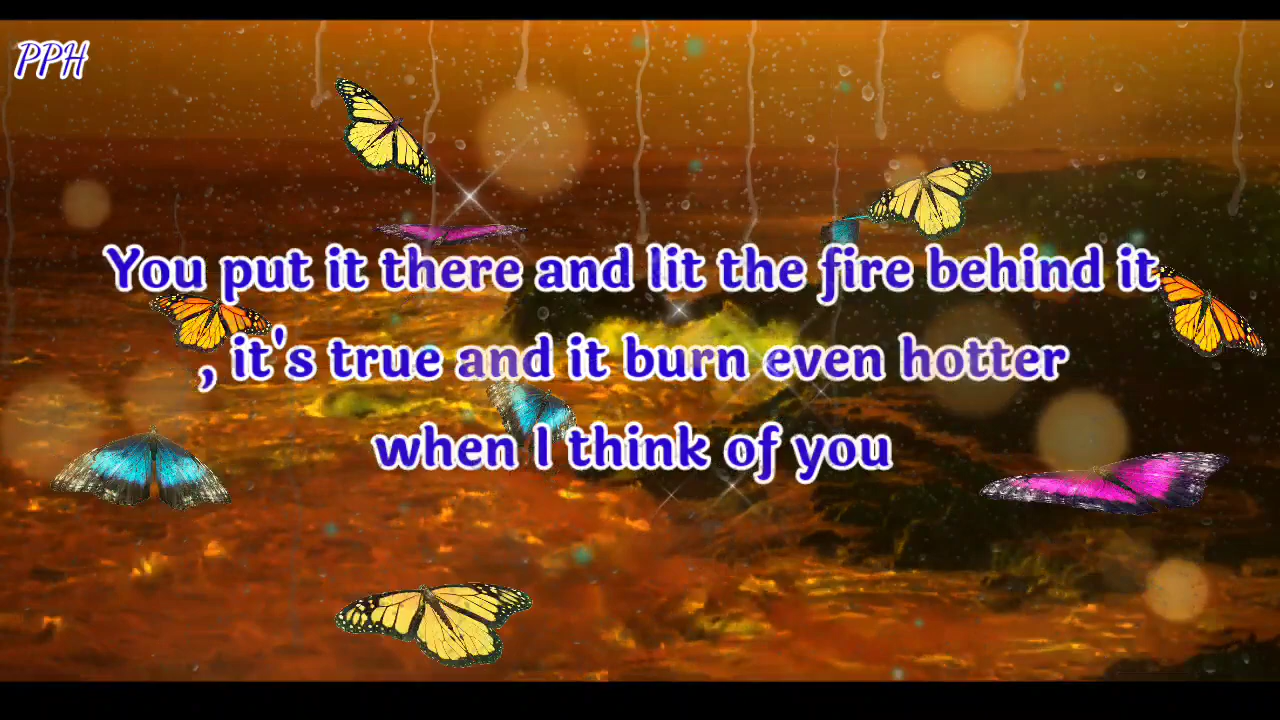 PPH
You put it there and lit the fire behind it
, it's true and it burn even hotter
when I think of you